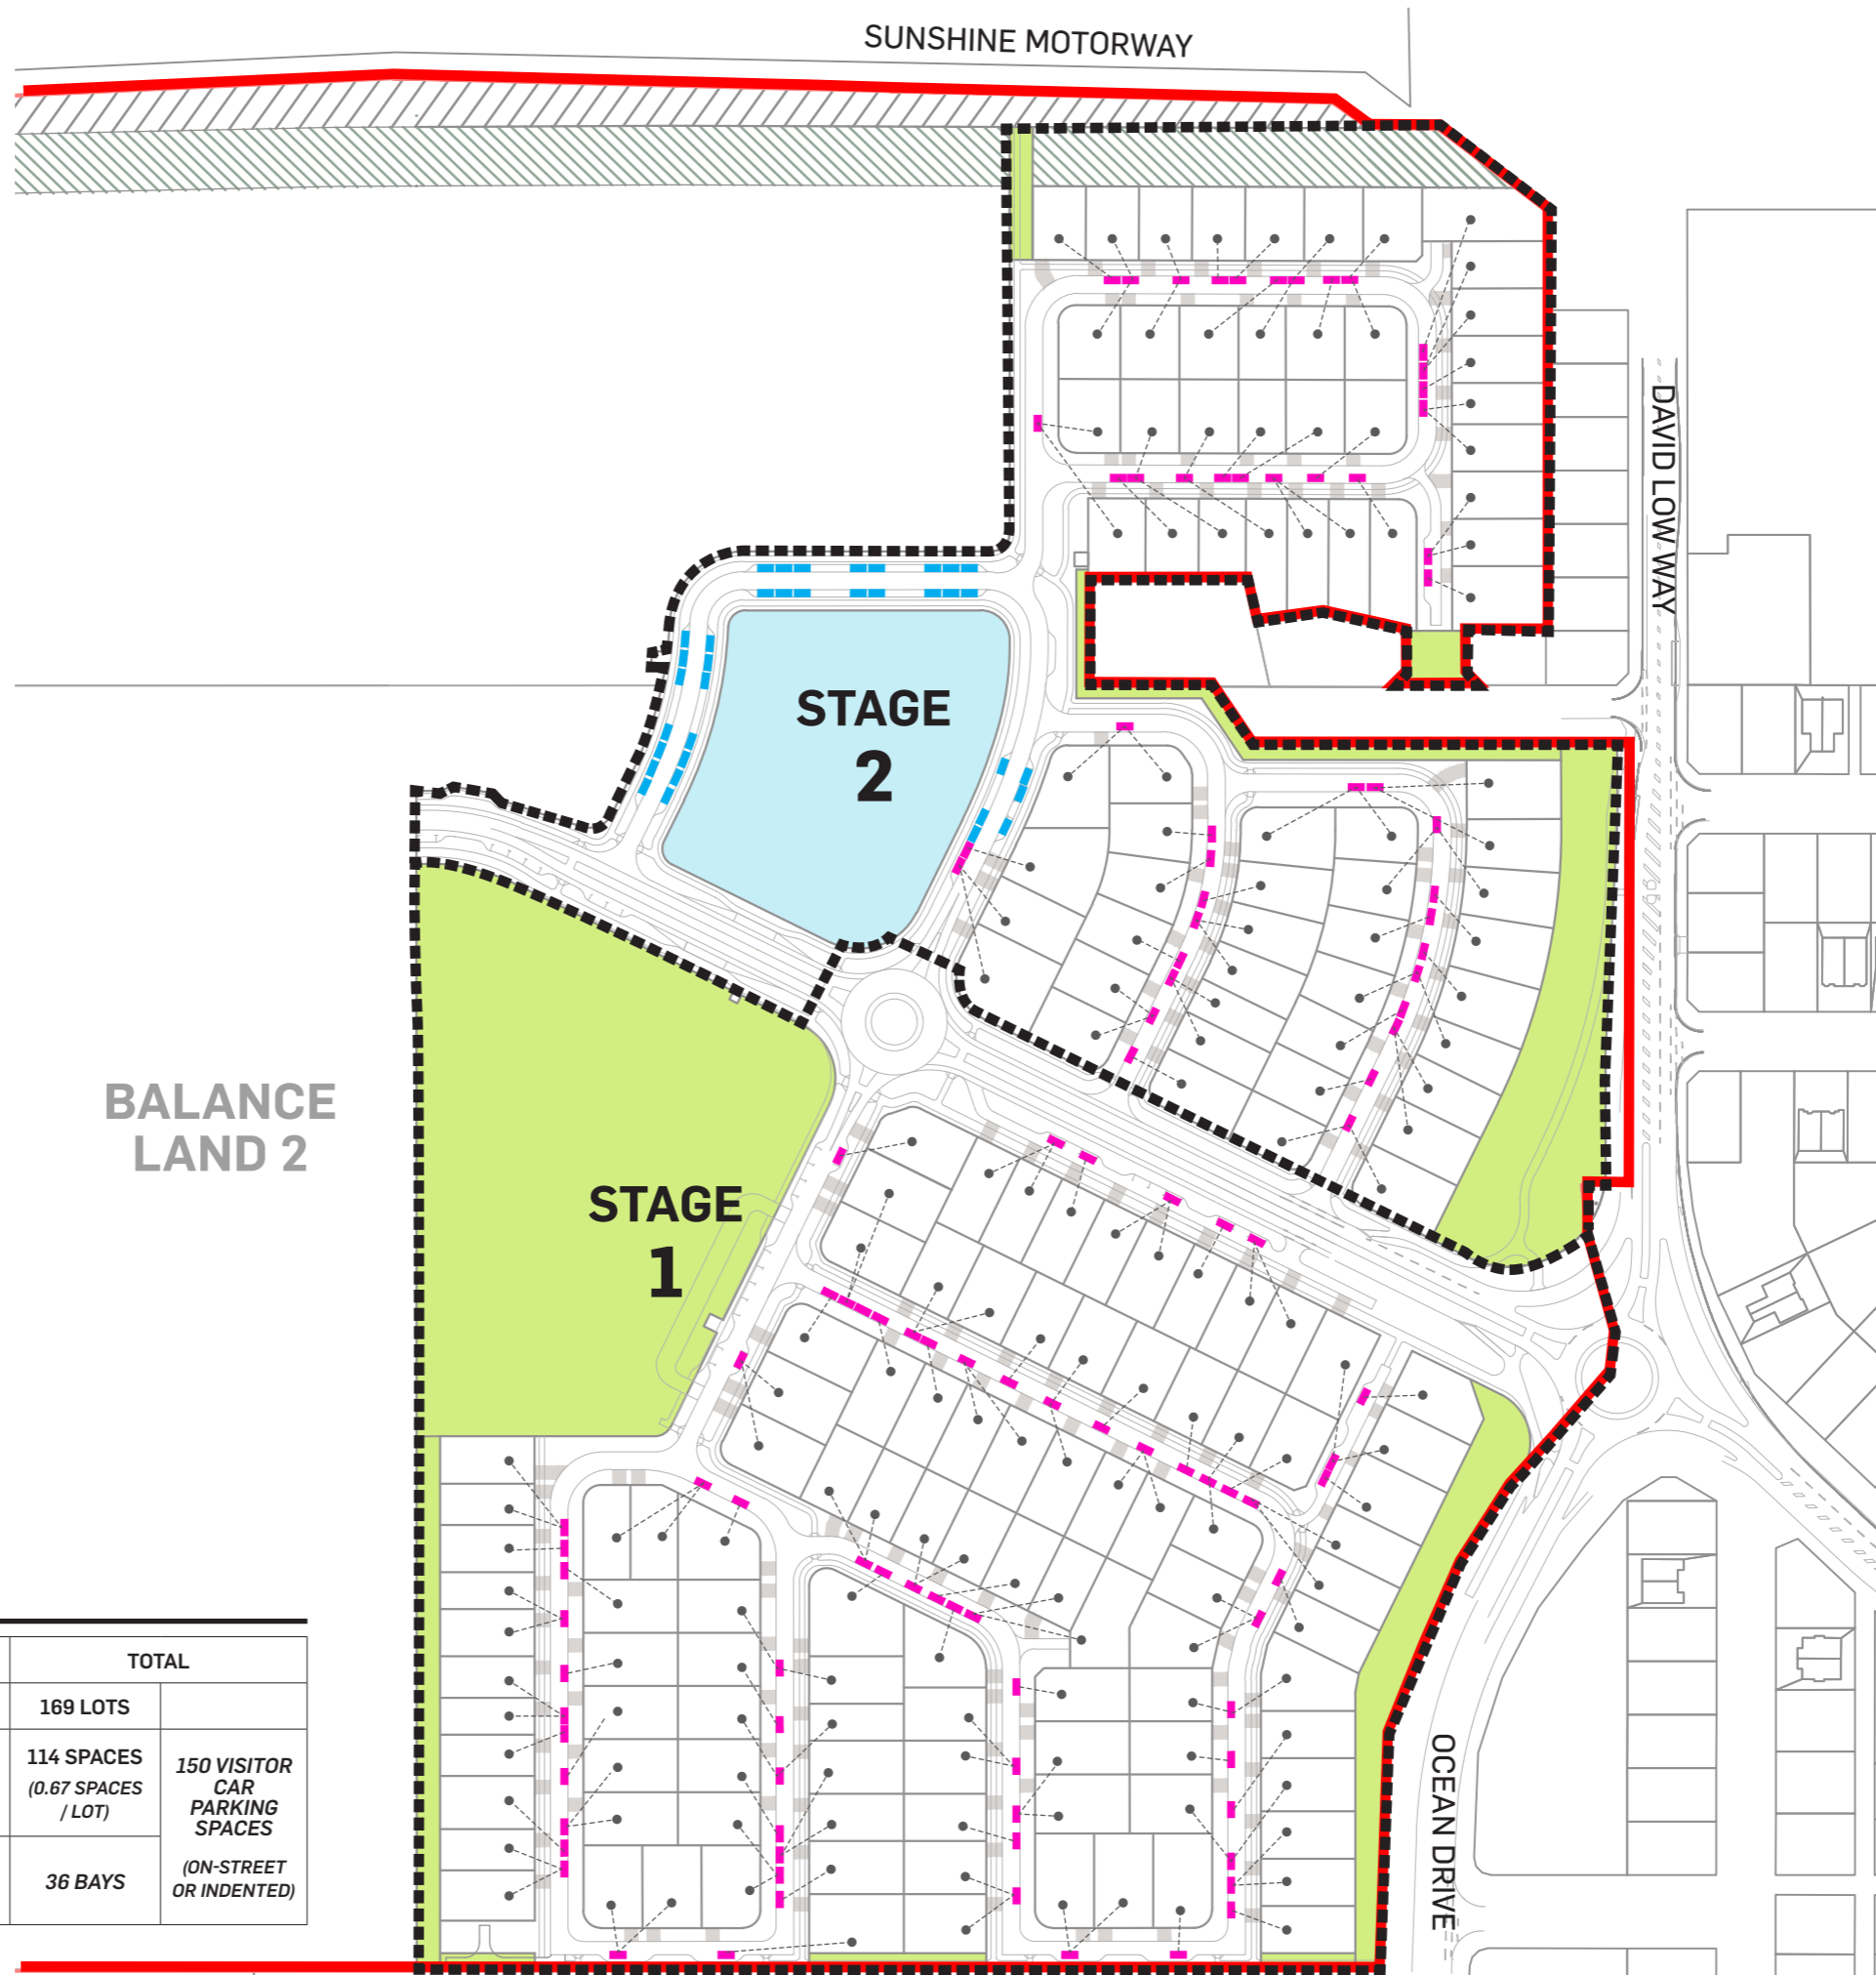 SUNSHINE MOTORWAY
DAVID LOW WAY
STAGE
2
BALANCE
LAND 2
STAGE
1
OCEAN DRIVE
TOTAL
169 LOTS
114 SPACES
(0.67 SPACES
/ LOT)
150 VISITOR
CAR
PARKING
SPACES
(ON-STREET
OR INDENTED)
36 BAYS